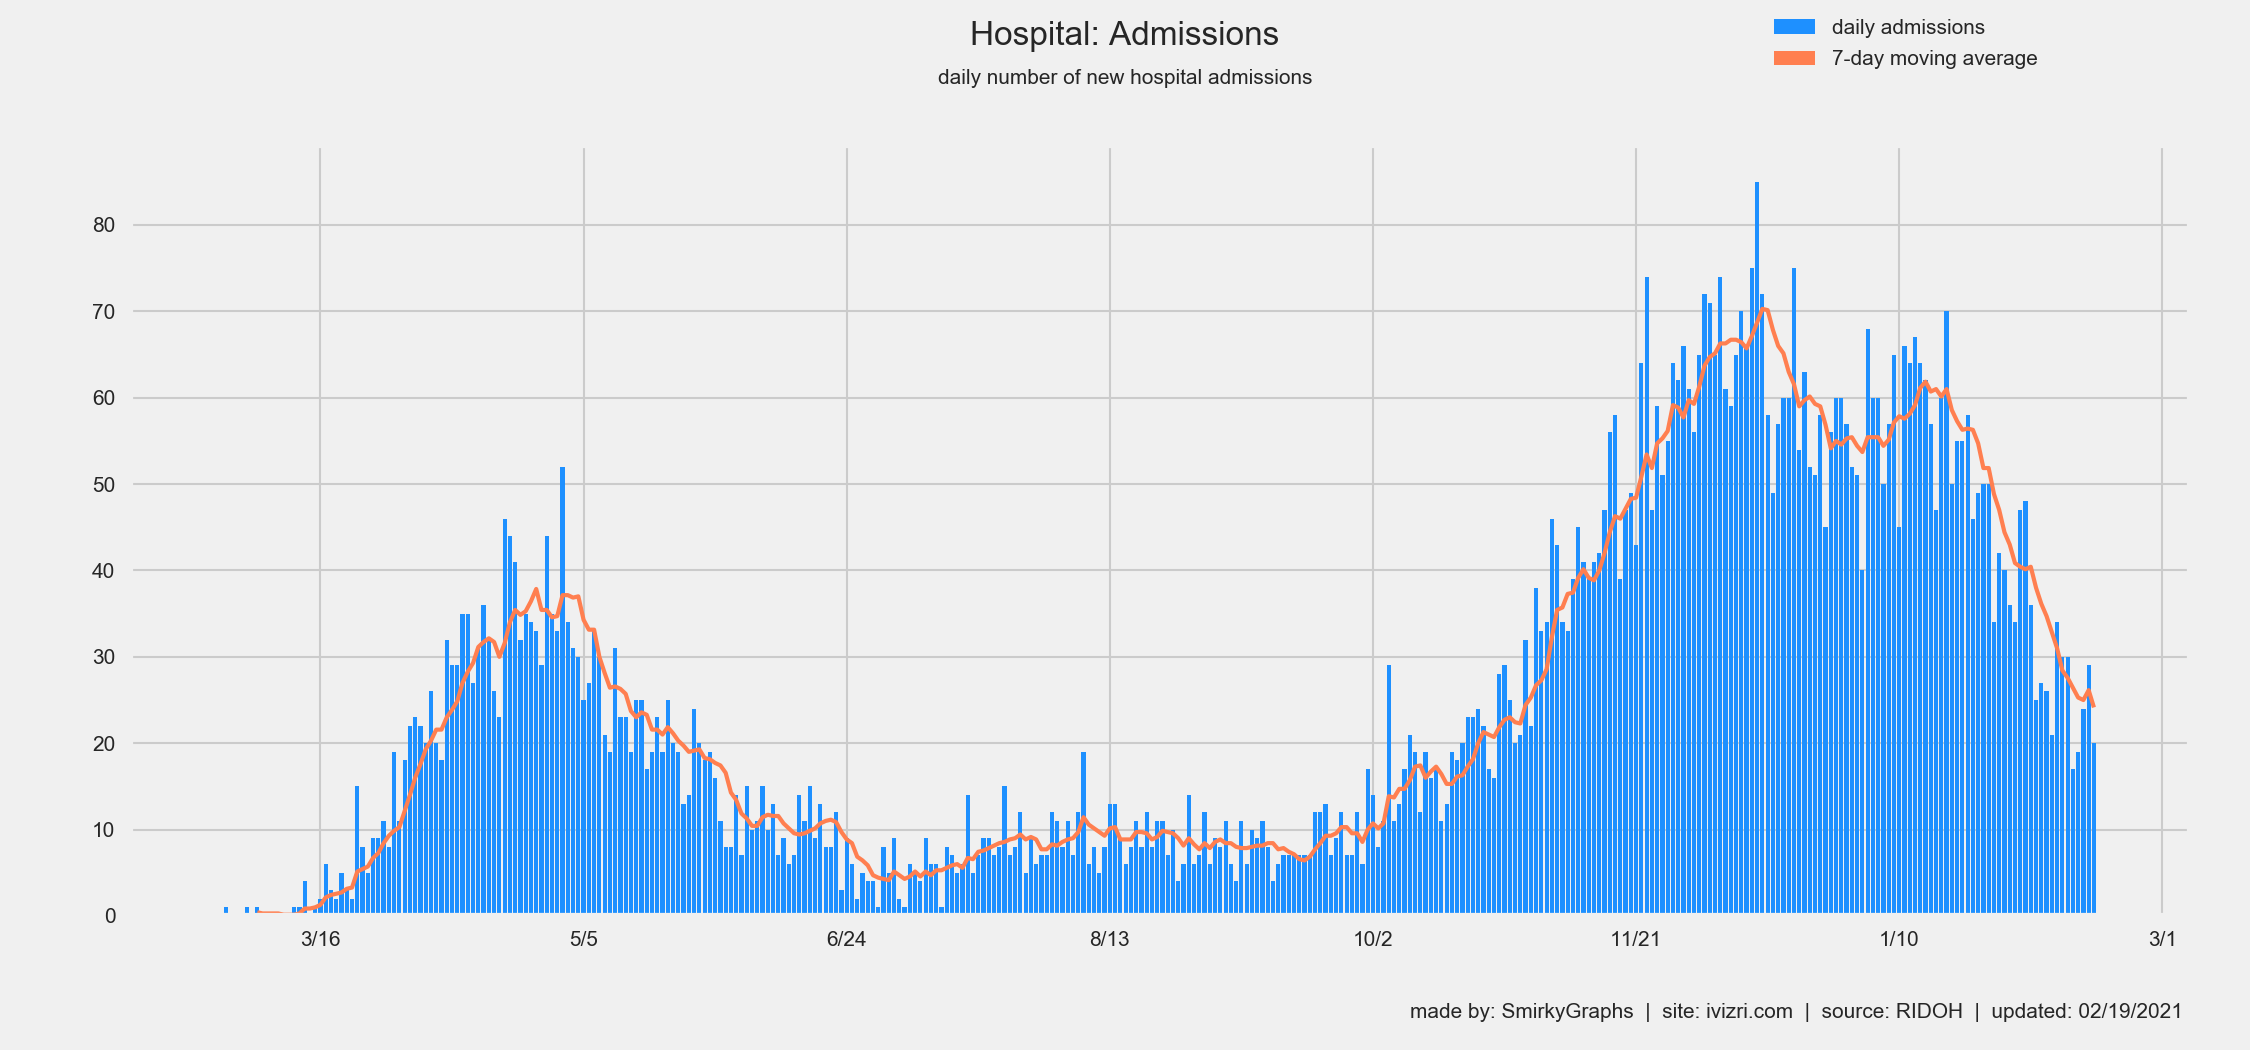 Hospital: Admissions
daily number of new hospital admissions
daily admissions
7-day moving average
80
70
60
50
40
30
20
10
0
3/16 5/5 6/24 8/13 10/2 11/21 1/10 3/1
made by: SmirkyGraphs | site: ivizri.com | source: RIDOH | updated: 02/19/2021